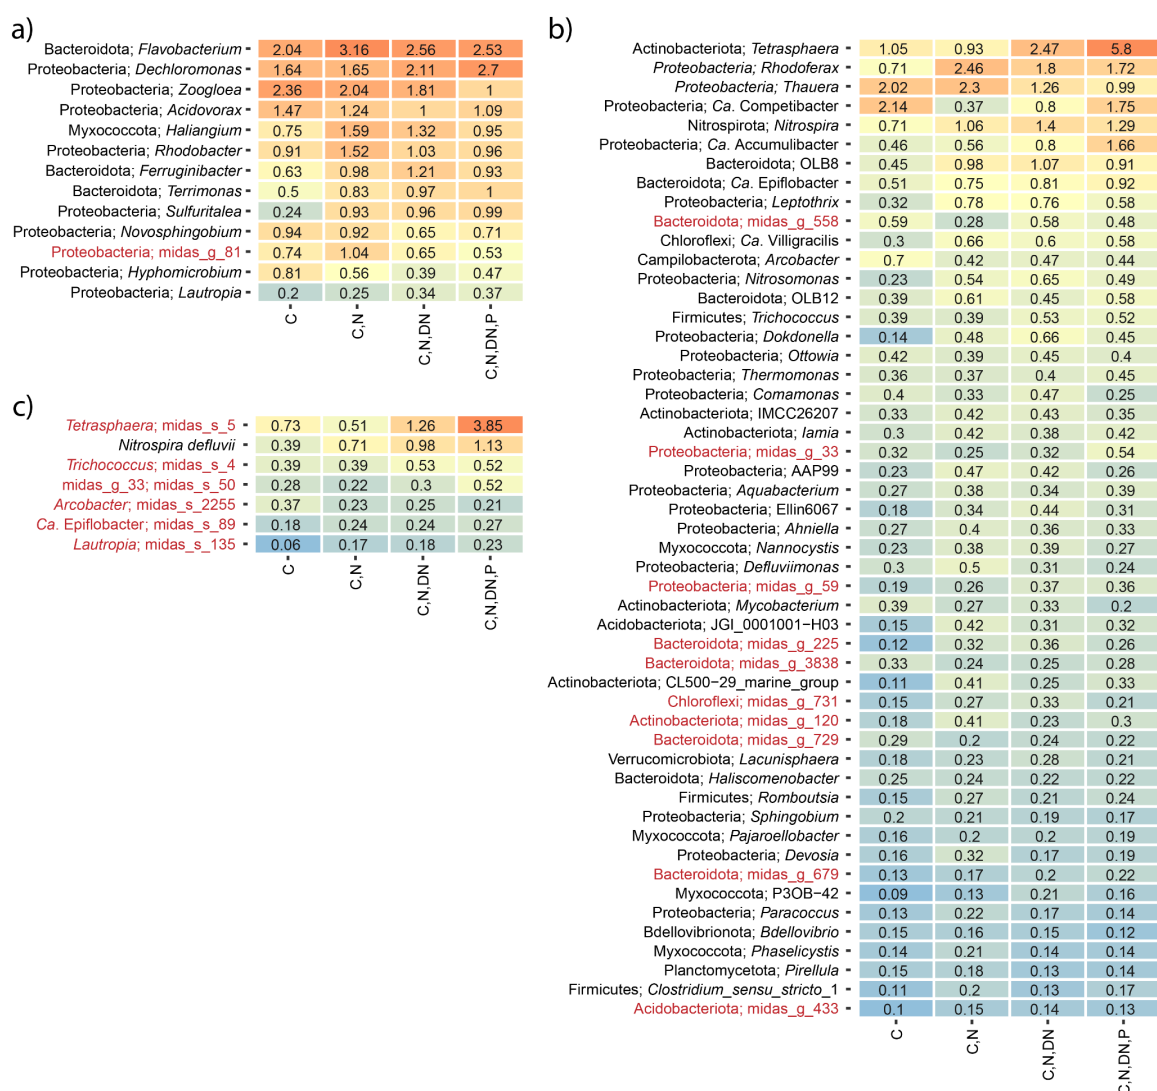 a)
Bacteroidota; Flavobacterium 2.04 3.16 2.56 2.53
Proteobacteria; Dechloromonas 1.64 1.65 2.11 2.7
Proteobacteria; Zoogloea 2.36 2.04 1.81 1
Proteobacteria; Acidovorax 1.47 1.24 1 1.09
Myxococcota; Haliangium 0.75 1.59 1.32 0.95
Proteobacteria; Rhodobacter 0.91 1.52 1.03 0.96
Bacteroidota; Ferruginibacter 0.63 0.98 1.21 0.93
Bacteroidota; Terrimonas 0.5 0.83 0.97 1
Proteobacteria; Sulfuritalea 0.24 0.93 0.96 0.99
Proteobacteria; Novosphingobium 0.94 0.92 0.65 0.71
Proteobacteria; midas_g_81 0.74 1.04 0.65 0.53
Proteobacteria; Hyphomicrobium 0.81 0.56 0.39 0.47
Proteobacteria; Lautropia 0.2 0.25 0.34 0.37
C C,N C,N,DN C,N,DN,P
b)
Actinobacteriota; Tetrasphaera 1.05 0.93 2.47 5.8
Proteobacteria; Rhodoferax 0.71 2.46 1.8 1.72
Proteobacteria; Thauera 2.02 2.3 1.26 0.99
Proteobacteria; Ca. Competibacter 2.14 0.37 0.8 1.75
Nitrospirota; Nitrospira 0.71 1.06 1.4 1.29
Proteobacteria; Ca. Accumulibacter 0.46 0.56 0.8 1.66
Bacteroidota; OLB8 0.45 0.98 1.07 0.91
Bacteroidota; Ca. Epiflobacter 0.51 0.75 0.81 0.92
Proteobacteria; Leptothrix 0.32 0.78 0.76 0.58
Bacteroidota; midas_g_558 0.59 0.28 0.58 0.48
Chloroflexi; Ca. Villigracilis 0.3 0.66 0.6 0.58
Campilobacterota; Arcobacter 0.7 0.42 0.47 0.44
Proteobacteria; Nitrosomonas 0.23 0.54 0.65 0.49
Bacteroidota; OLB12 0.39 0.61 0.45 0.58
Firmicutes; Trichococcus 0.39 0.39 0.53 0.52
Proteobacteria; Dokdonella 0.14 0.48 0.66 0.45
Proteobacteria; Ottowia 0.42 0.39 0.45 0.4
Proteobacteria; Thermomonas 0.36 0.37 0.4 0.45
Proteobacteria; Comamonas 0.4 0.33 0.47 0.25
Actinobacteriota; IMCC26207 0.33 0.42 0.43 0.35
Actinobacteriota; Iamia 0.3 0.42 0.38 0.42
Proteobacteria; midas_g_33 0.32 0.25 0.32 0.54
Proteobacteria; AAP99 0.23 0.47 0.42 0.26
Proteobacteria; Aquabacterium 0.27 0.38 0.34 0.39
Proteobacteria; Ellin6067 0.18 0.34 0.44 0.31
Proteobacteria; Ahniella 0.27 0.4 0.36 0.33
Myxococcota; Nannocystis 0.23 0.38 0.39 0.27
Proteobacteria; Defluviimonas 0.3 0.5 0.31 0.24
Proteobacteria; midas_g_59 0.19 0.26 0.37 0.36
Actinobacteriota; Mycobacterium 0.39 0.27 0.33 0.2
Acidobacteriota; JGI_0001001−H03 0.15 0.42 0.31 0.32
Bacteroidota; midas_g_225 0.12 0.32 0.36 0.26
Bacteroidota; midas_g_3838 0.33 0.24 0.25 0.28
Actinobacteriota; CL500−29_marine_group 0.11 0.41 0.25 0.33
Chloroflexi; midas_g_731 0.15 0.27 0.33 0.21
Actinobacteriota; midas_g_120 0.18 0.41 0.23 0.3
Bacteroidota; midas_g_729 0.29 0.2 0.24 0.22
Verrucomicrobiota; Lacunisphaera 0.18 0.23 0.28 0.21
Bacteroidota; Haliscomenobacter 0.25 0.24 0.22 0.22
Firmicutes; Romboutsia 0.15 0.27 0.21 0.24
Proteobacteria; Sphingobium 0.2 0.21 0.19 0.17
Myxococcota; Pajaroellobacter 0.16 0.2 0.2 0.19
Proteobacteria; Devosia 0.16 0.32 0.17 0.19
Bacteroidota; midas_g_679 0.13 0.17 0.2 0.22
Myxococcota; P3OB−42 0.09 0.13 0.21 0.16
Proteobacteria; Paracoccus 0.13 0.22 0.17 0.14
Bdellovibrionota; Bdellovibrio 0.15 0.16 0.15 0.12
Myxococcota; Phaselicystis 0.14 0.21 0.14 0.14
Planctomycetota; Pirellula 0.15 0.18 0.13 0.14
Firmicutes; Clostridium_sensu_stricto_1 0.11 0.2 0.13 0.17
Acidobacteriota; midas_g_433 0.1 0.15 0.14 0.13
C C,N C,N,DN C,N,DN,P
c)
Tetrasphaera; midas_s_5 0.73 0.51 1.26 3.85
Nitrospira defluvii 0.39 0.71 0.98 1.13
Trichococcus; midas_s_4 0.39 0.39 0.53 0.52
midas_g_33; midas_s_50 0.28 0.22 0.3 0.52
Arcobacter; midas_s_2255 0.37 0.23 0.25 0.21
Ca. Epiflobacter; midas_s_89 0.18 0.24 0.24 0.27
Lautropia; midas_s_135 0.06 0.17 0.18 0.23
C C,N C,N,DN C,N,DN,P